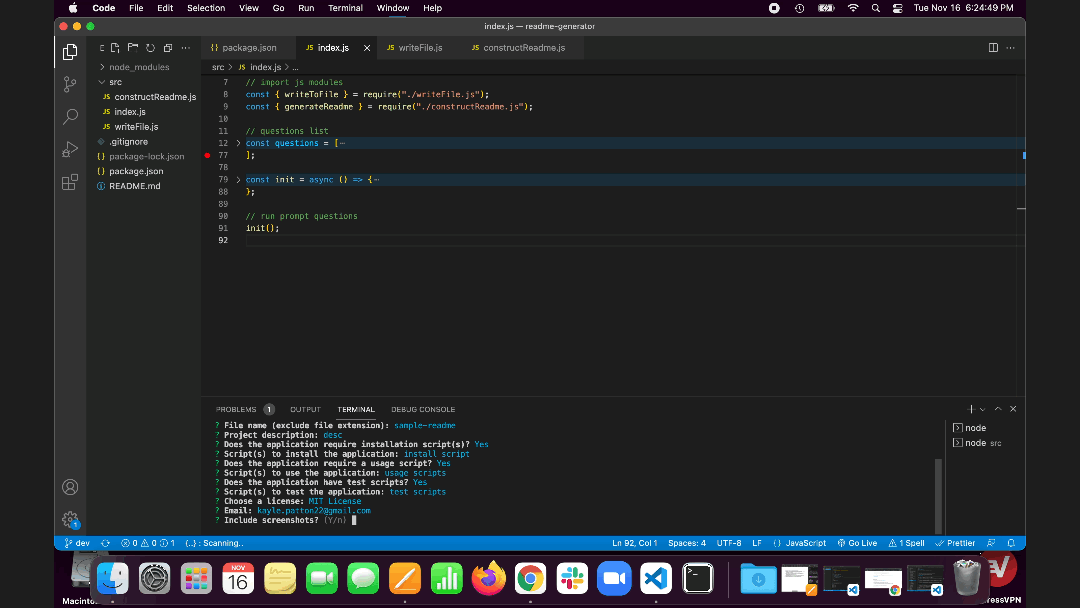 Code File Edit Selection View Go Run Terminal Window Help Tue Nov 16 6:24:49 PM
index.js — readme-generator
package.json index.js writeFile.js constructReadme.js
src > JS index.js > ...
node_modules
src
JS constructReadme.js
JS index.js
JS writeFile.js
.gitignore
{} package-lock.json
{} package.json
README.md
7 // import js modules
8 const { writeToFile } = require("./writeFile.js");
9 const { generateReadme } = require("./constructReadme.js");
10
11 // questions list
12 const questions = [⋯
77 ];
78
79 const init = async () => {⋯
88 };
89
90 // run prompt questions
91 init();
92
PROBLEMS 1 OUTPUT TERMINAL DEBUG CONSOLE
? File name (exclude file extension): sample-readme
? Project description: desc
? Does the application require installation script(s)? Yes
? Script(s) to install the application: install script
? Does the application require a usage script? Yes
? Script(s) to use the application: usage scripts
? Does the application have test scripts? Yes
? Script(s) to test the application: test scripts
? Choose a license: MIT License
? Email: kayle.patton22@gmail.com
? Include screenshots? (Y/n)
node
node src
1
dev 0 0 1 {..} : Scanning.. Ln 92, Col 1 Spaces: 4 UTF-8 LF {} JavaScript Go Live 1 Spell Prettier
NOV
16
Macinto
ressVPN